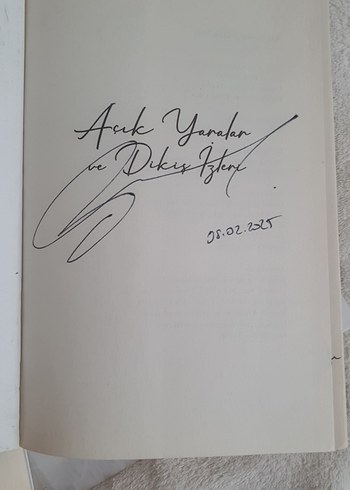 Açık Yaralar
ve Dikiş İzleri
08.02.2025